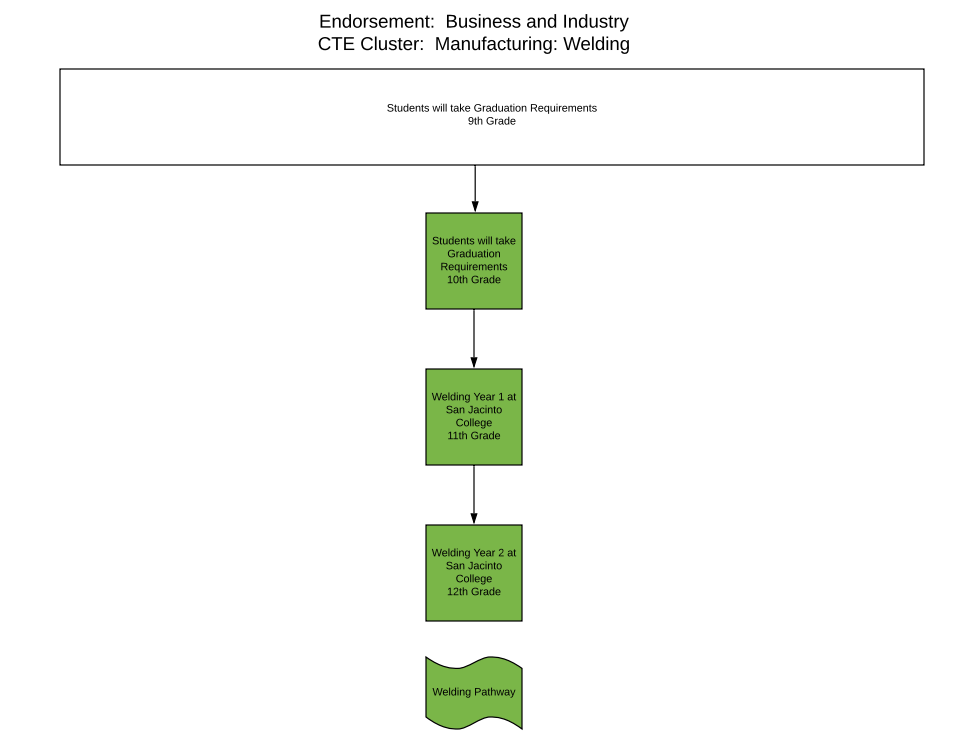 Endorsement:  Business and Industry
CTE Cluster:  Manufacturing: Welding
Students will take Graduation Requirements
9th Grade
Students will take
Graduation
Requirements
10th Grade
Welding Year 1 at
San Jacinto
College
11th Grade
Welding Year 2 at
San Jacinto
College
12th Grade
Welding Pathway